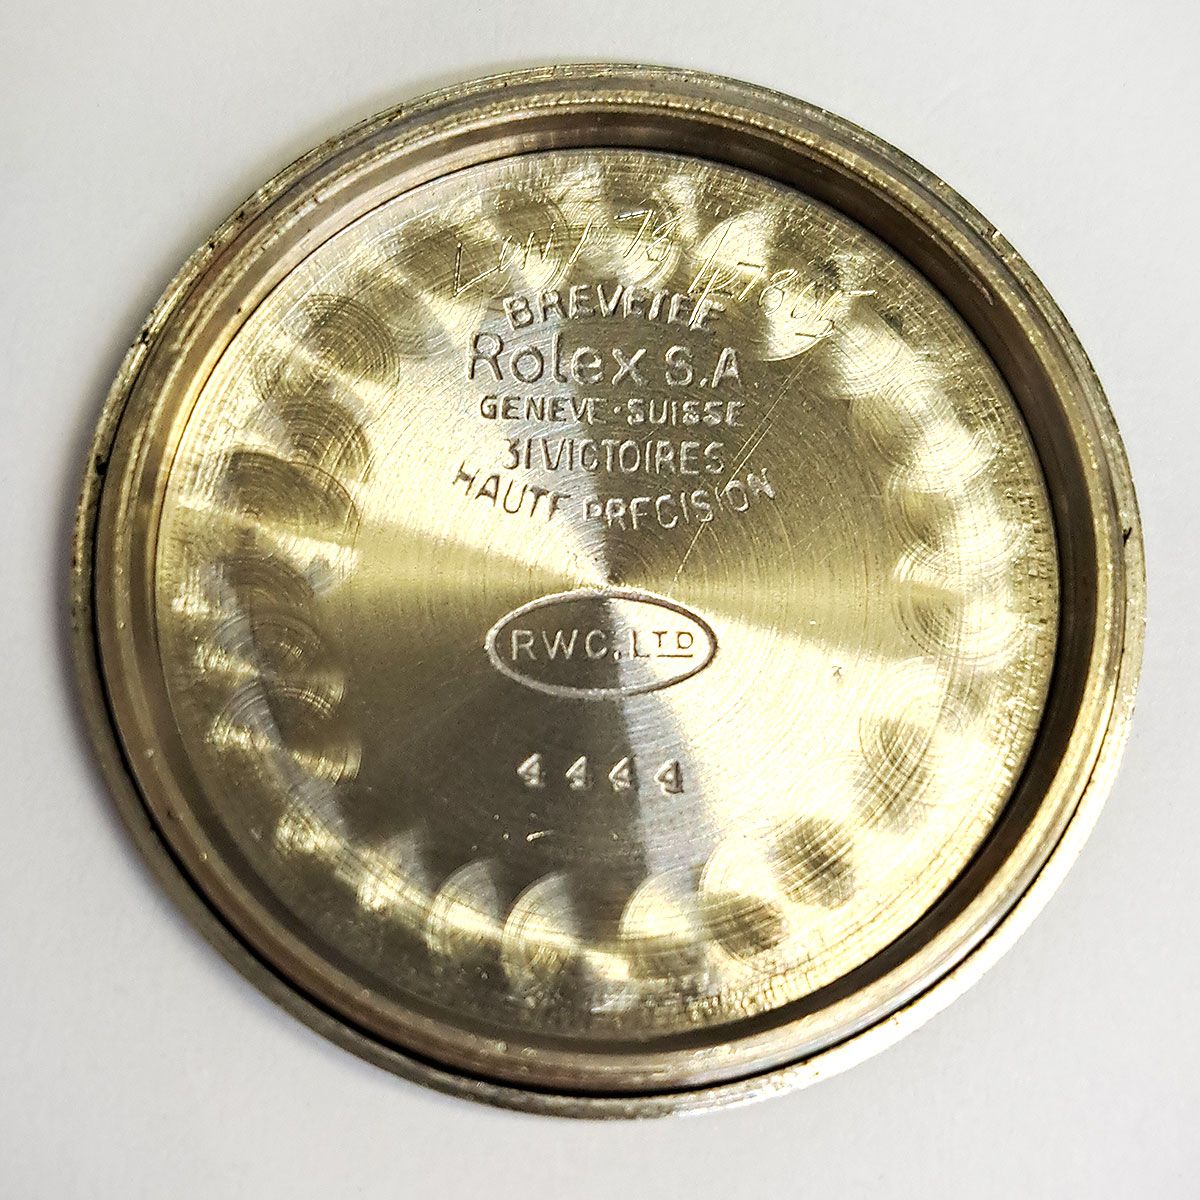 BREVETEE
Rolex S.A.
GENEVE·SUISSE
31 VICTOIRES
HAUTE PRECISION
RWC.LTD
4444